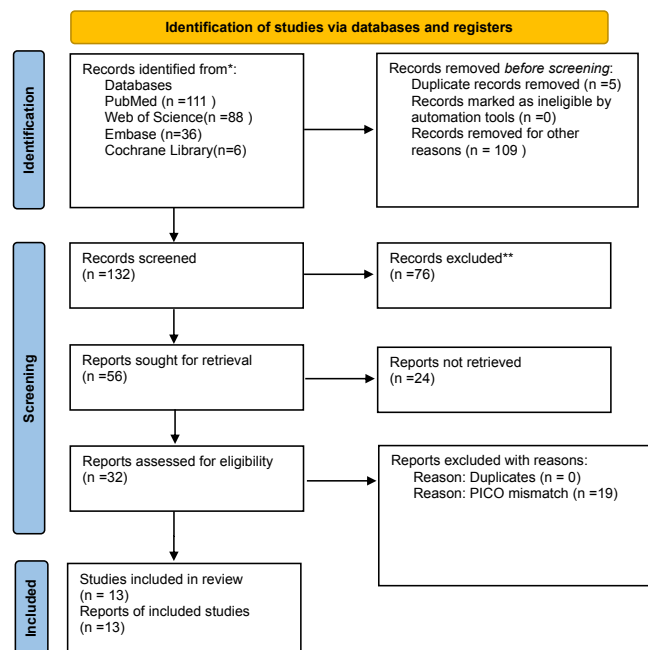 Identification of studies via databases and registers
Identification
Records identified from*:
Databases
PubMed (n =111 )
Web of Science(n =88 )
Embase (n=36)
Cochrane Library(n=6)
Records removed before screening:
Duplicate records removed (n =5)
Records marked as ineligible by
automation tools (n =0)
Records removed for other
reasons (n = 109 )
Screening
Records screened
(n =132)
Records excluded**
(n =76)
Reports sought for retrieval
(n =56)
Reports not retrieved
(n =24)
Reports assessed for eligibility
(n =32)
Reports excluded with reasons:
Reason: Duplicates (n = 0)
Reason: PICO mismatch (n =19)
Included
Studies included in review
(n = 13)
Reports of included studies
(n =13)